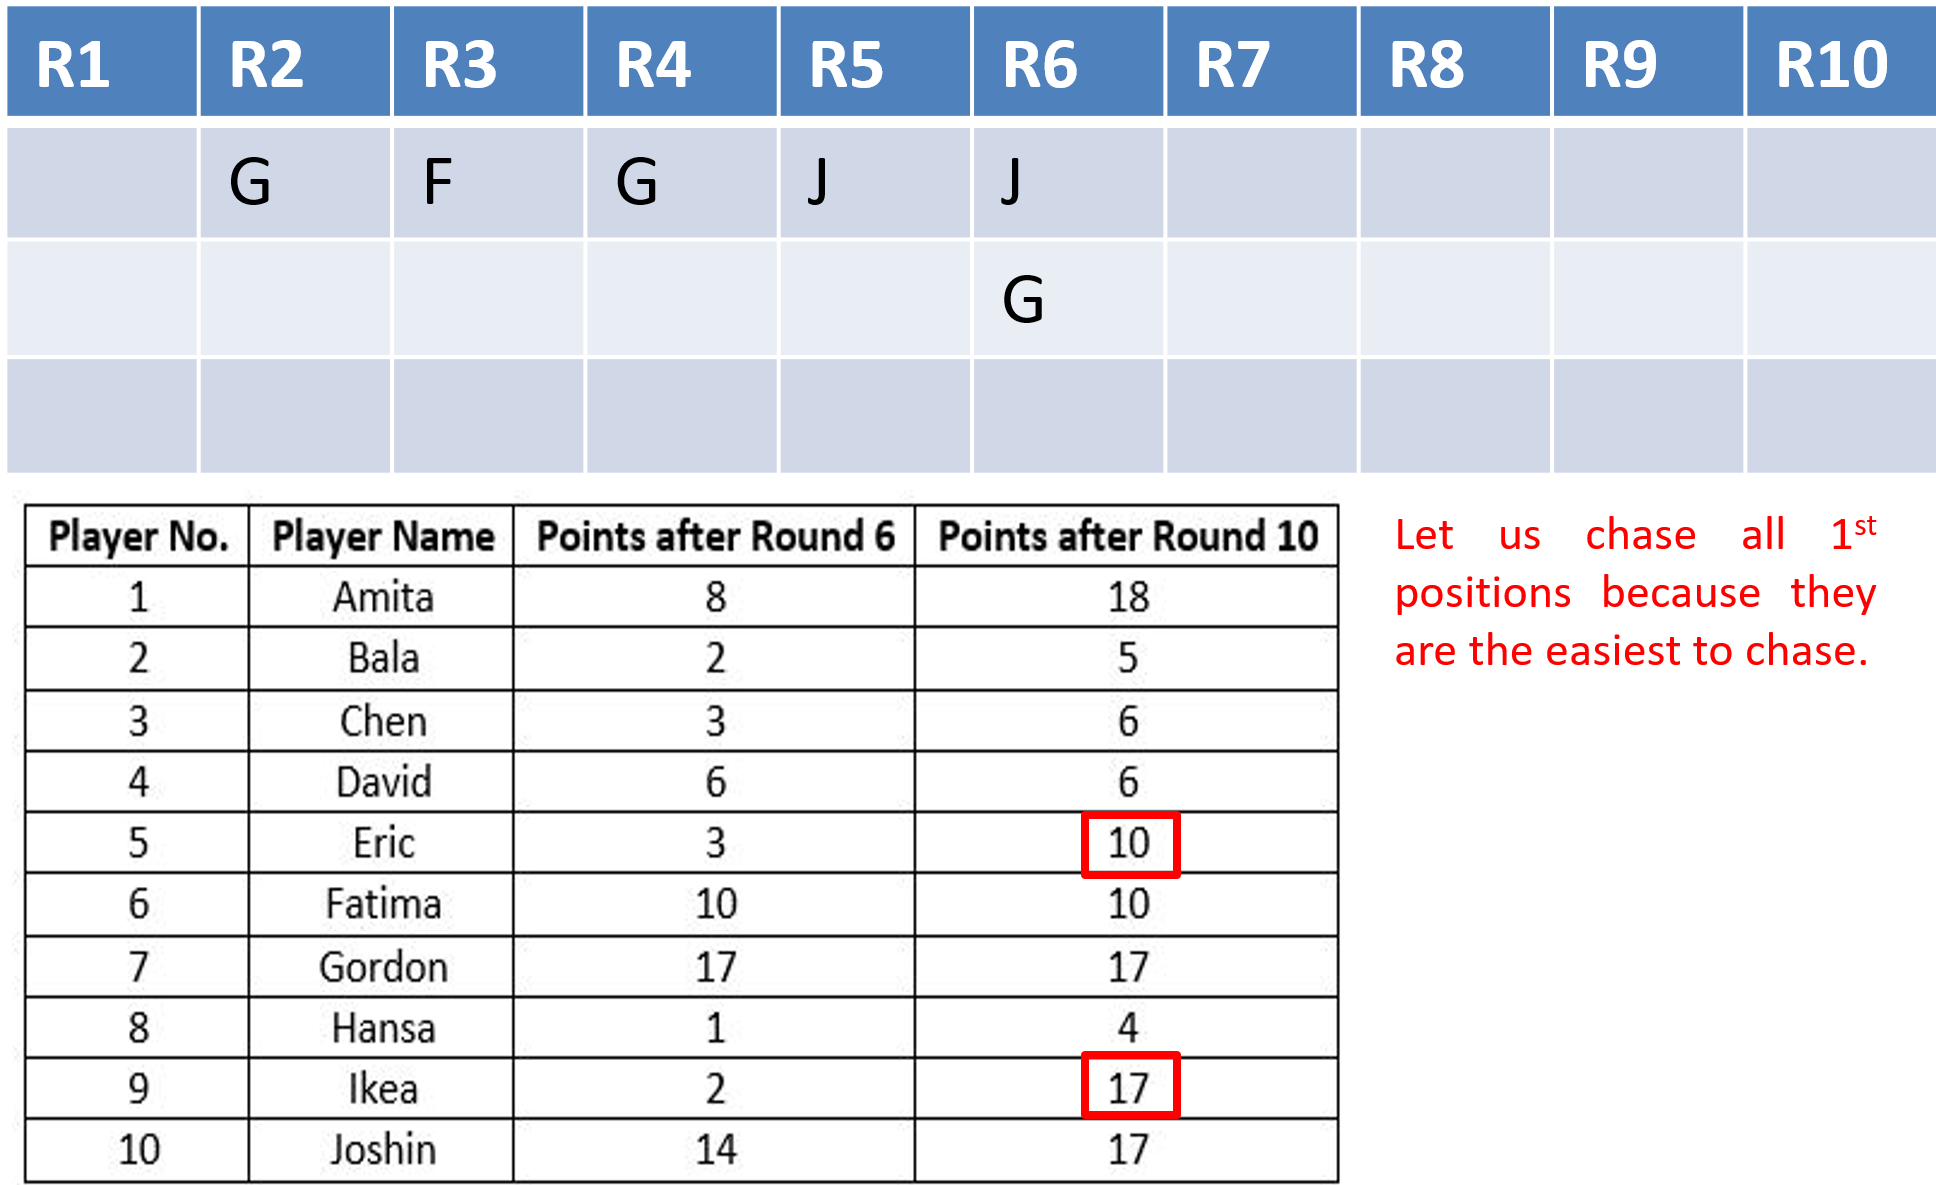 R1 R2 R3 R4 R5 R6 R7 R8 R9 R10
G F G J J
G
Player No. Player Name Points after Round 6 Points after Round 10
1 Amita 8 18
2 Bala 2 5
3 Chen 3 6
4 David 6 6
5 Eric 3 10
6 Fatima 10 10
7 Gordon 17 17
8 Hansa 1 4
9 Ikea 2 17
10 Joshin 14 17
Let us chase all 1st
positions because they
are the easiest to chase.